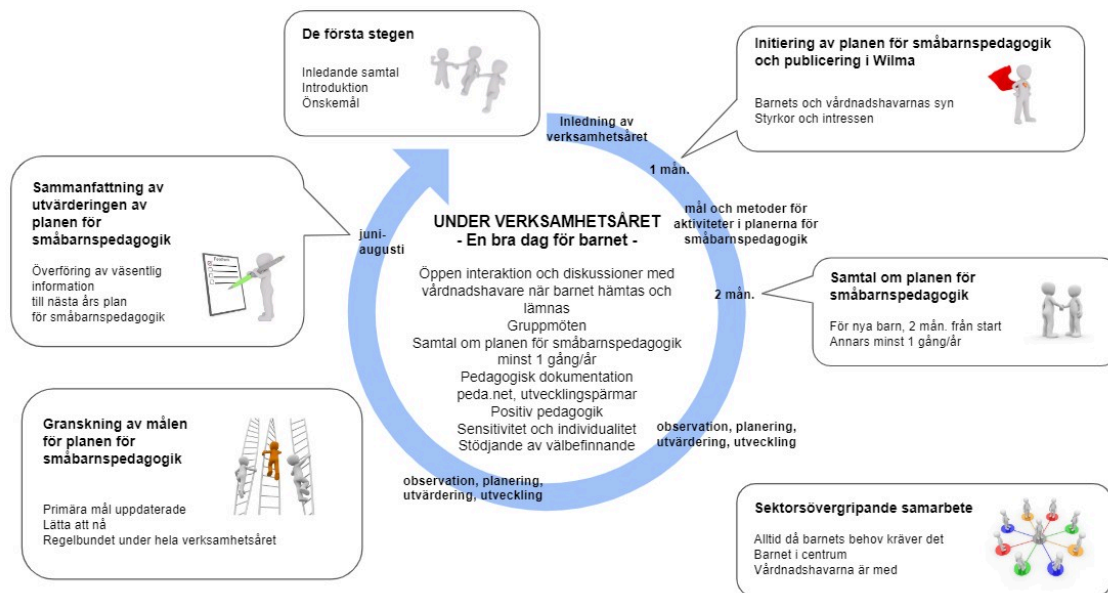 De första stegen
Inledande samtal
Introduktion
Önskemål
Inledning av
verksamhetsåret
Initiering av planen för småbarnspedagogik
och publicering i Wilma
Barnets och vårdnadshavarnas syn
Styrkor och intressen
1 mån.
mål och metoder för
aktiviteter i planerna för
småbarnspedagogik
2 mån.
Samtal om planen för
småbarnspedagogik
För nya barn, 2 mån. från start
Annars minst 1 gång/år
observation, planering,
utvärdering, utveckling
Sektorsövergripande samarbete
Alltid då barnets behov kräver det
Barnet i centrum
Vårdnadshavarna är med
observation, planering,
utvärdering, utveckling
Granskning av målen
för planen för
småbarnspedagogik
Primära mål uppdaterade
Lätta att nå
Regelbundet under hela verksamhetsåret
juni-
augusti
Sammanfattning av
utvärderingen av
planen för
småbarnspedagogik
Överföring av väsentlig
information
till nästa års plan
för småbarnspedagogik
UNDER VERKSAMHETSÅRET
- En bra dag för barnet -
Öppen interaktion och diskussioner med
vårdnadshavare när barnet hämtas och
lämnas
Gruppmöten
Samtal om planen för småbarnspedagogik
minst 1 gång/år
Pedagogisk dokumentation
peda.net, utvecklingspärmar
Positiv pedagogik
Sensitivitet och individualitet
Stödjande av välbefinnande